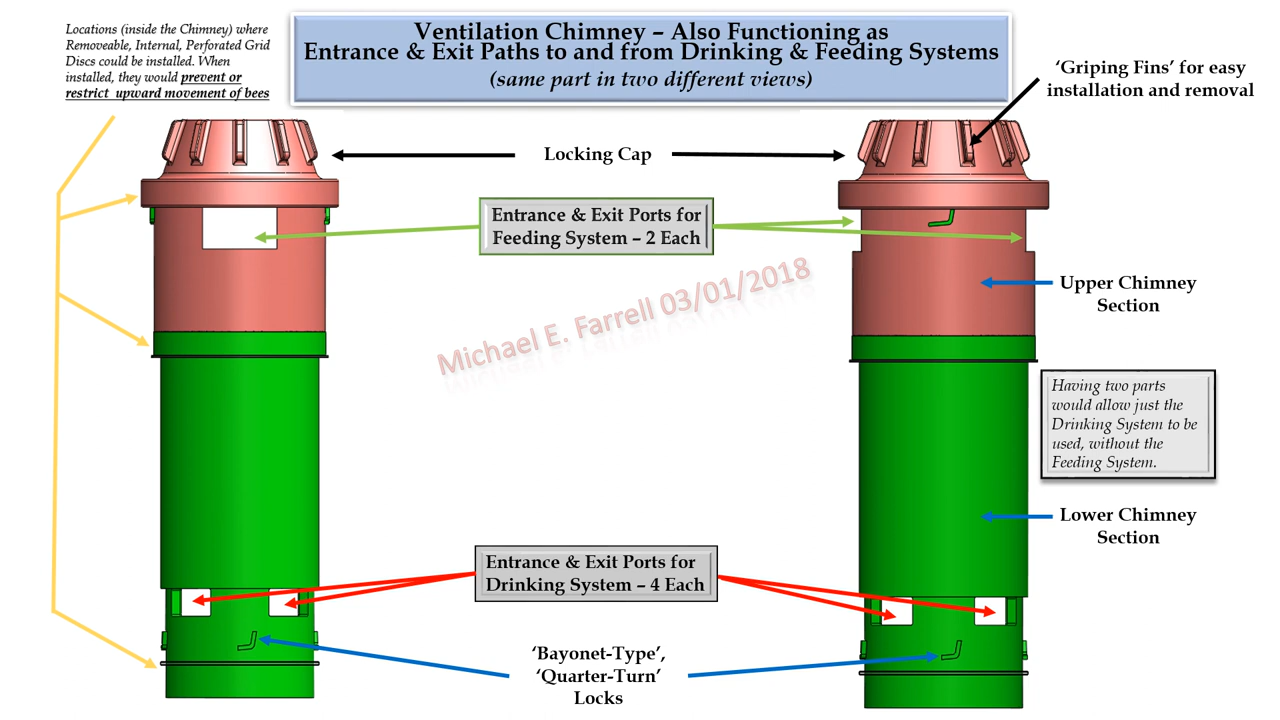 Locations (inside the Chimney) where
Removeable, Internal, Perforated Grid
Discs could be installed. When
installed, they would prevent or
restrict upward movement of bees
Ventilation Chimney – Also Functioning as
Entrance & Exit Paths to and from Drinking & Feeding Systems
(same part in two different views)
‘Griping Fins’ for easy
installation and removal
Locking Cap
Entrance & Exit Ports for
Feeding System – 2 Each
Upper Chimney
Section
Michael E. Farrell 03/01/2018
Having two parts
would allow just the
Drinking System to be
used, without the
Feeding System.
Lower Chimney
Section
Entrance & Exit Ports for
Drinking System – 4 Each
‘Bayonet-Type’,
‘Quarter-Turn’
Locks